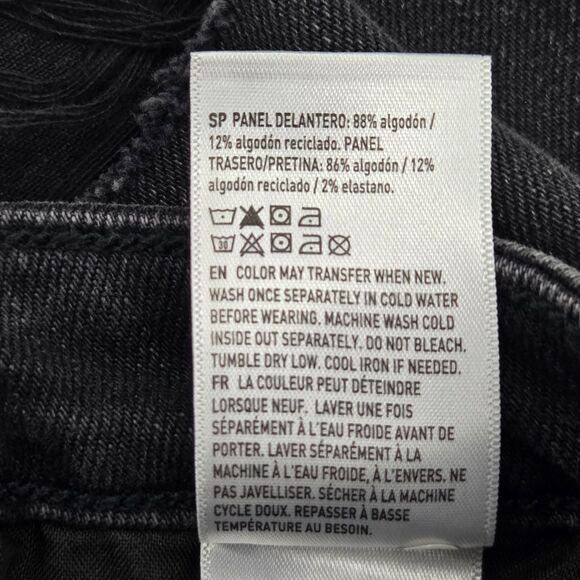 SP PANEL DELANTERO: 88% algodón /
12% algodón reciclado. PANEL
TRASERO/PRETINA: 86% algodón / 12%
algodón reciclado / 2% elastano.
30
EN COLOR MAY TRANSFER WHEN NEW.
WASH ONCE SEPARATELY IN COLD WATER
BEFORE WEARING. MACHINE WASH COLD
INSIDE OUT SEPARATELY. DO NOT BLEACH.
TUMBLE DRY LOW. COOL IRON IF NEEDED.
FR LA COULEUR PEUT DÉTEINDRE
LORSQUE NEUF. LAVER UNE FOIS
SÉPARÉMENT À L'EAU FROIDE AVANT DE
PORTER. LAVER SÉPARÉMENT À LA
MACHINE À L'EAU FROIDE, À L'ENVERS. NE
PAS JAVELLISER. SÉCHER À LA MACHINE
CYCLE DOUX. REPASSER À BASSE
TEMPÉRATURE AU BESOIN.